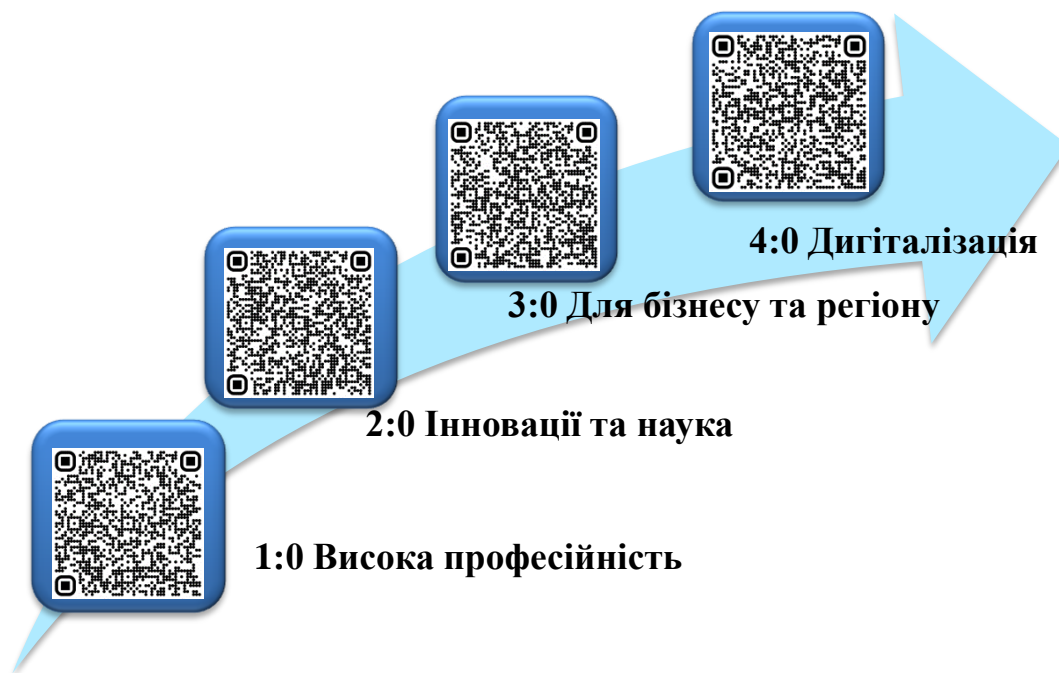 4:0 Дигіталізація
3:0 Для бізнесу та регіону
2:0 Інновації та наука
1:0 Висока професійність